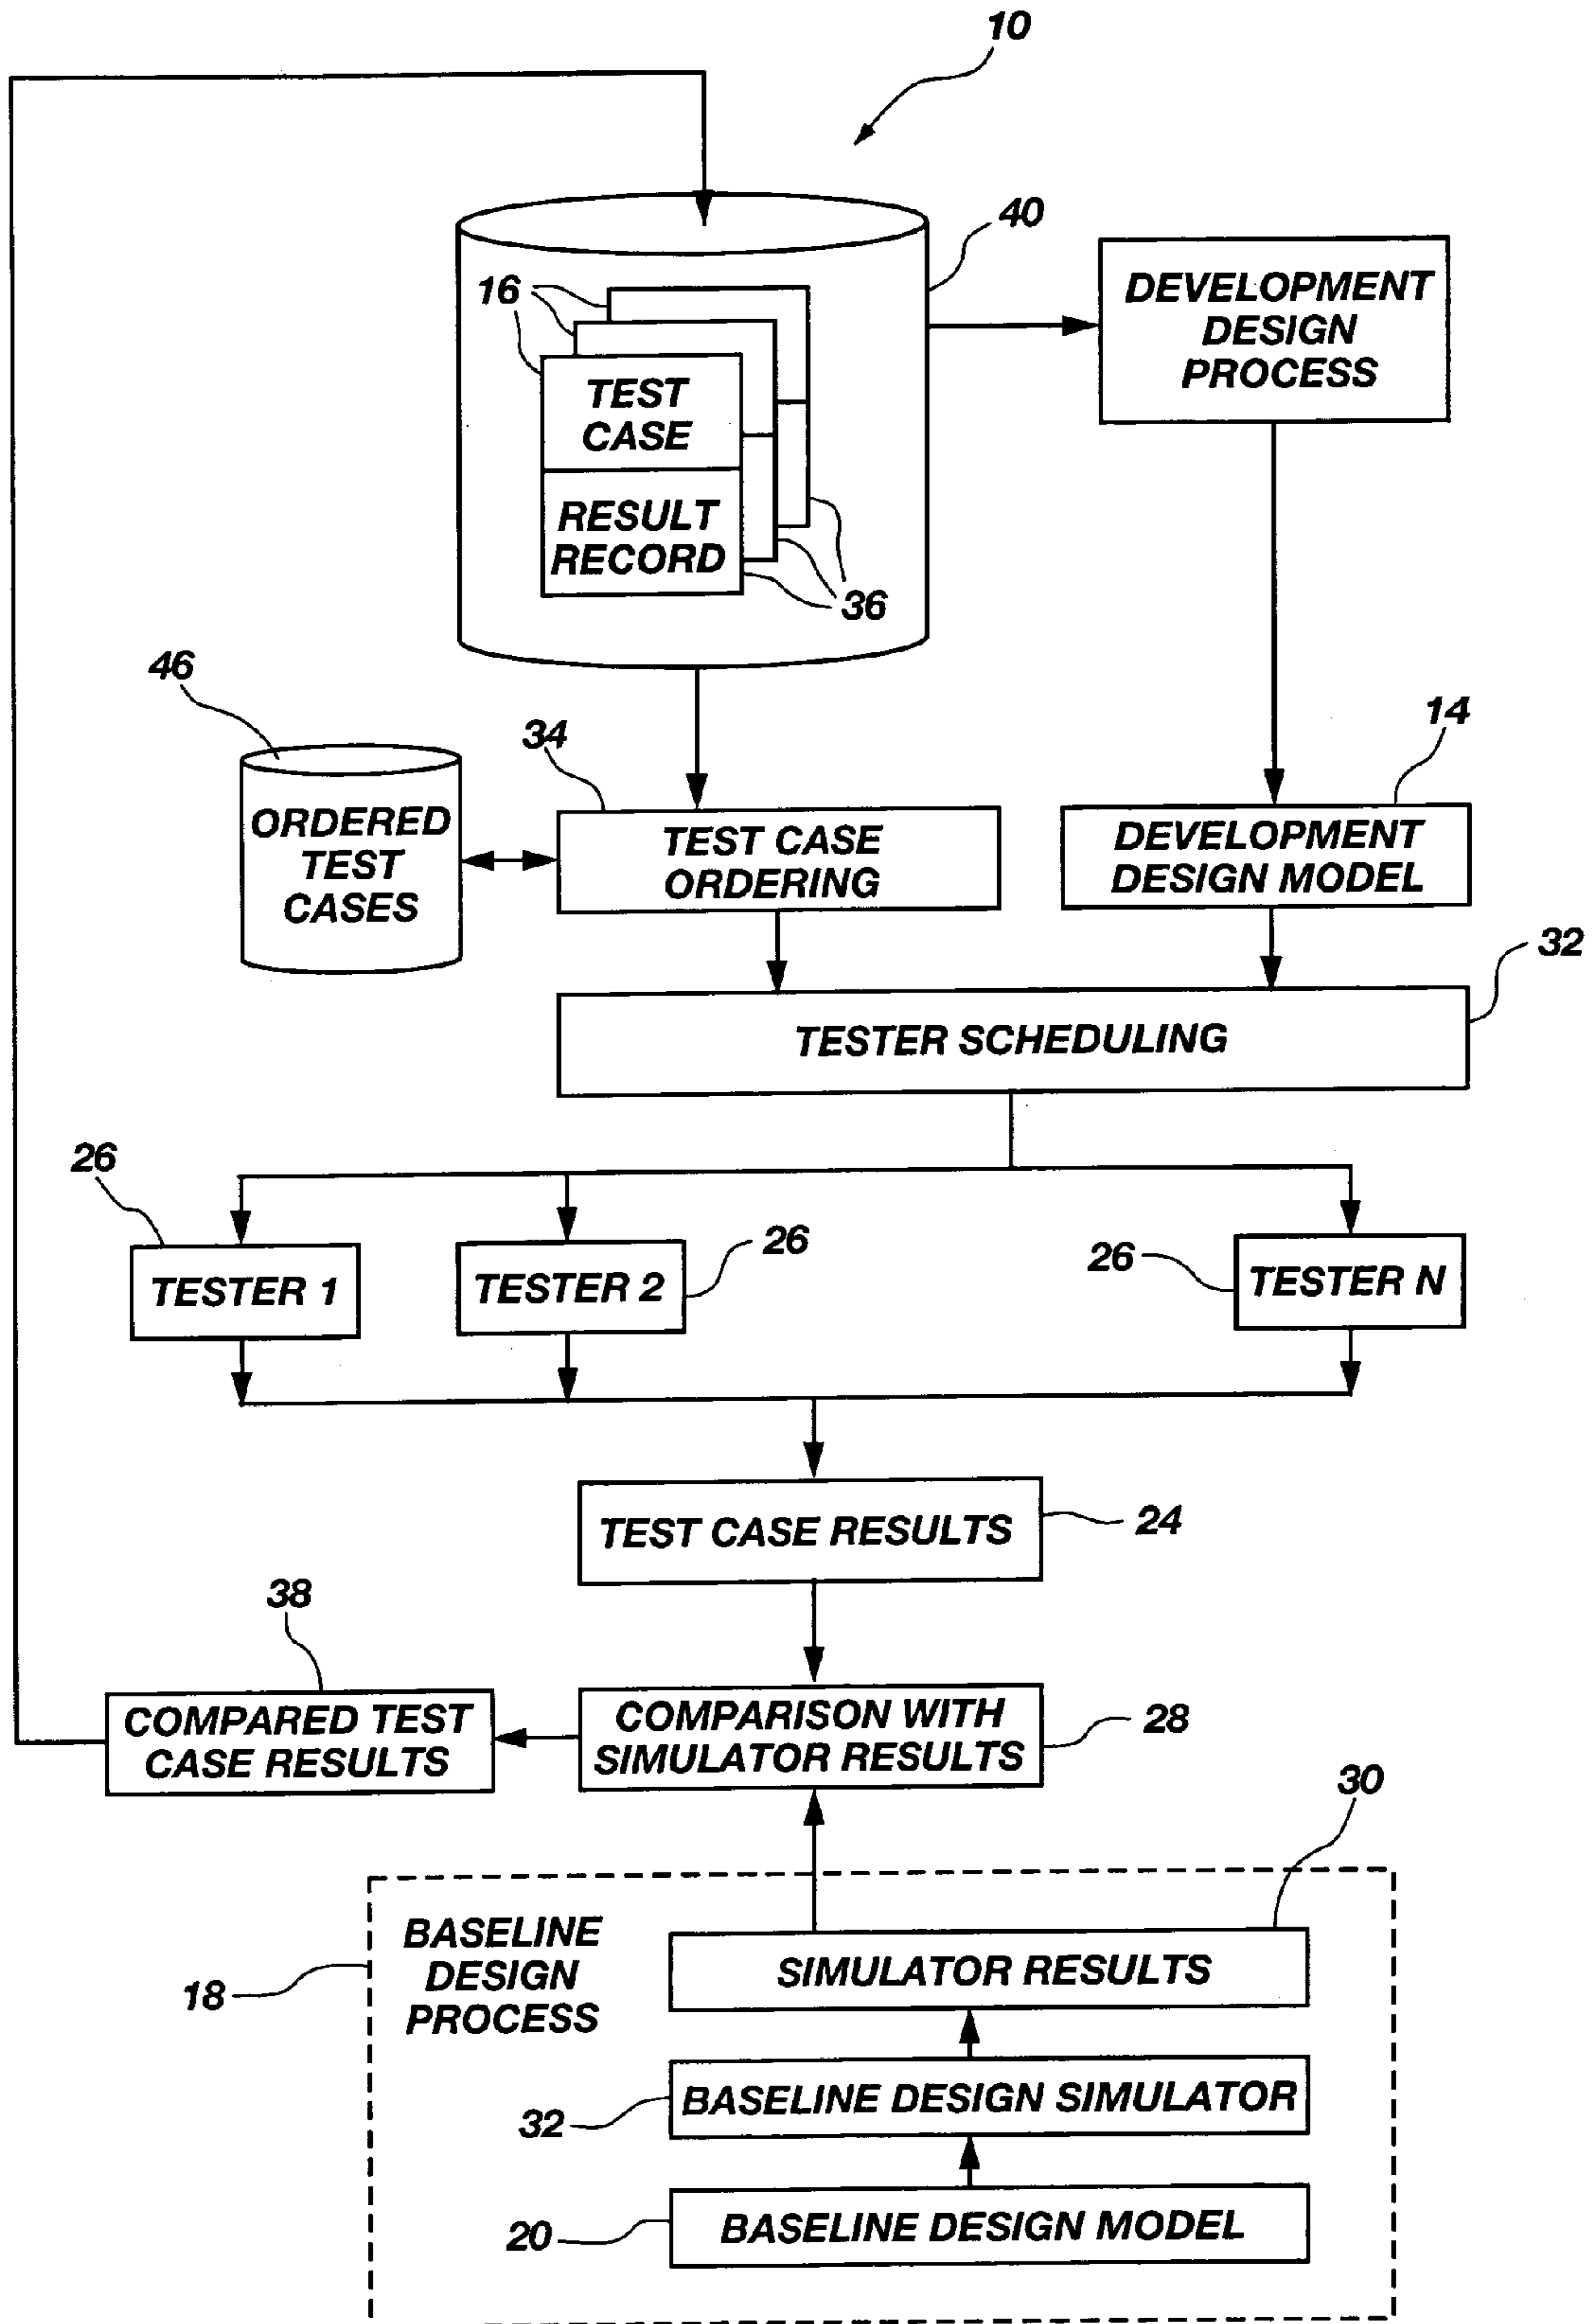 10
40
16
DEVELOPMENT
DESIGN
PROCESS
TEST
CASE
RESULT
RECORD
36
46
34
14
ORDERED
TEST
CASES
TEST CASE
ORDERING
DEVELOPMENT
DESIGN MODEL
32
TESTER SCHEDULING
26
26
26
TESTER 1
TESTER 2
TESTER N
TEST CASE RESULTS
24
38
COMPARED TEST
CASE RESULTS
COMPARISON WITH
SIMULATOR RESULTS
28
30
BASELINE
DESIGN
PROCESS
18
SIMULATOR RESULTS
32
BASELINE DESIGN SIMULATOR
20
BASELINE DESIGN MODEL